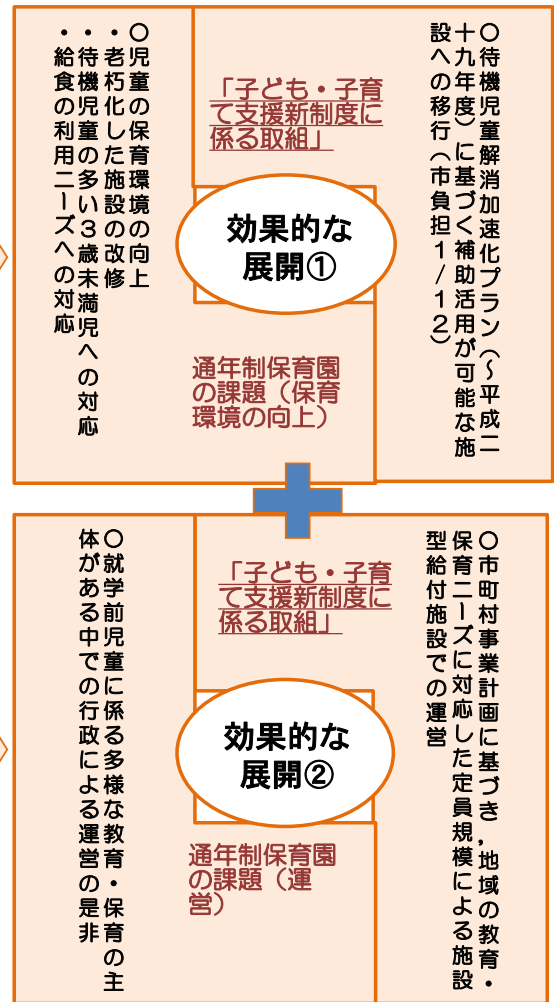 〇待機児童解消加速化プラン（～平成二
十九年度）に基づく補助活用が可能な施
設への移行（市負担1／12）
「子ども・子育
て支援新制度に
係る取組」
効果的な
展開①
通年制保育園
の課題（保育
環境の向上）
〇児童の保育環境の向上
・老朽化した施設の改修
・待機児童の多い3歳未満児への対応
・給食の利用ニーズへの対応
〇市町村事業計画に基づき，地域の教育・
保育ニーズに対応した定員規模による施設
型給付施設での運営
「子ども・子育
て支援新制度に
係る取組」
効果的な
展開②
通年制保育園
の課題（運
営）
〇就学前児童に係る多様な教育・保育の主
体がある中での行政による運営の是非